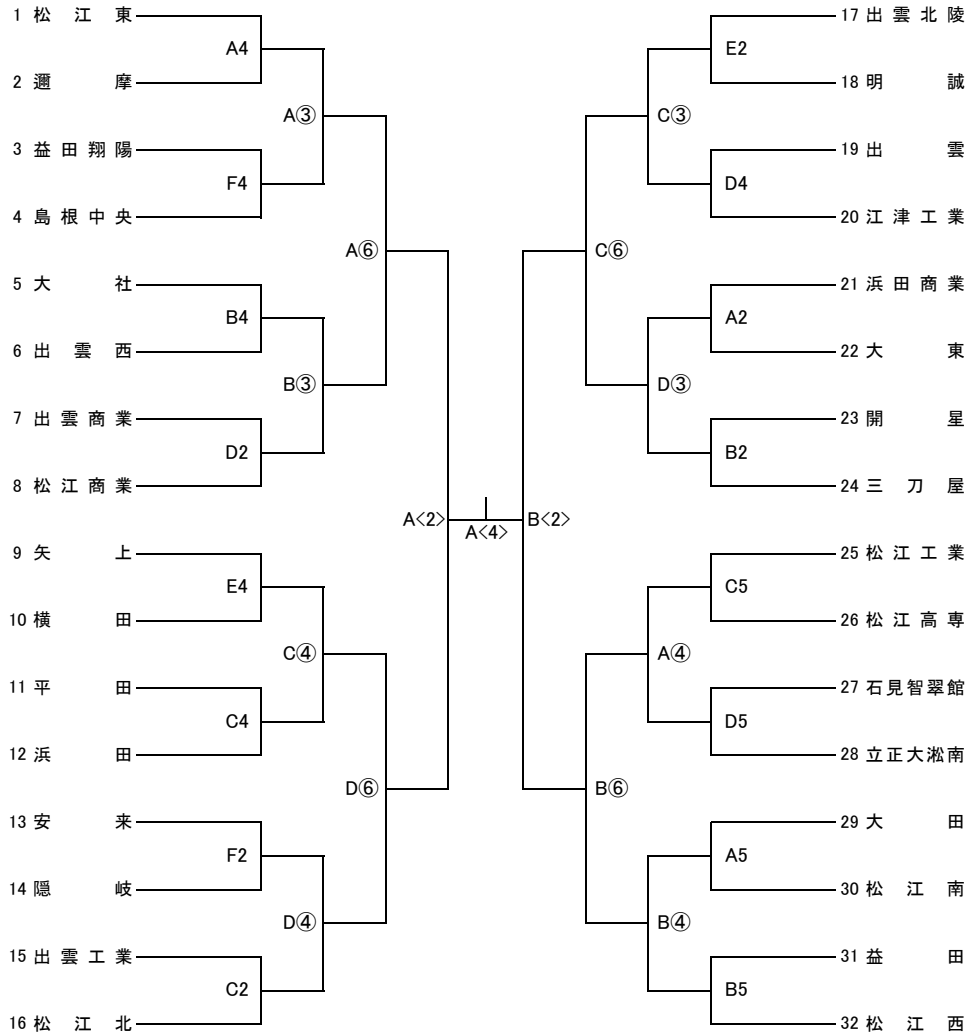 1 松江東
A4
2 邇摩
A③
3 益田翔陽
F4
4 島根中央
A⑥
5 大社
B4
6 出雲西
B③
7 出雲商業
D2
8 松江商業
A<2>
A<4>
9 矢上
E4
10 横田
C④
11 平田
C4
12 浜田
D⑥
13 安来
F2
14 隠岐
D④
15 出雲工業
C2
16 松江北
17 出雲北陵
E2
18 明誠
C③
19 出雲
D4
20 江津工業
C⑥
21 浜田商業
A2
22 大東
D③
23 開星
B2
24 三刀屋
B<2>
25 松江工業
C5
26 松江高専
A④
27 石見智翠館
D5
28 立正大淞南
B⑥
29 大田
A5
30 松江南
B④
31 益田
B5
32 松江西